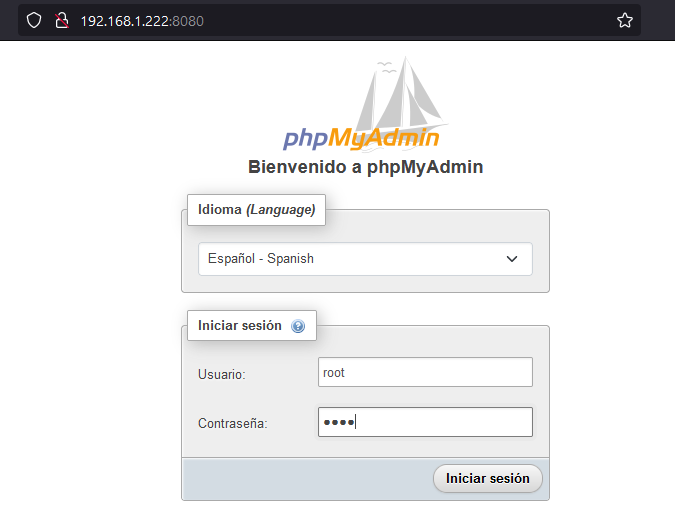 192.168.1.222:8080
phpMyAdmin
Bienvenido a phpMyAdmin
Idioma (Language)
Español - Spanish
Iniciar sesión
Usuario:
root
Contraseña:
••••
Iniciar sesión